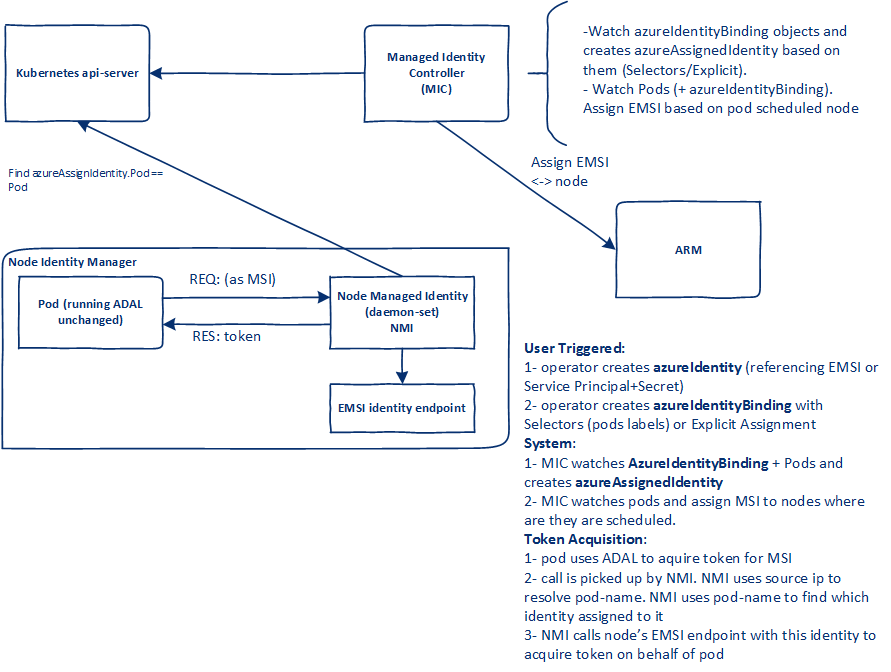 Kubernetes api-server
Managed Identity
Controller
(MIC)
-Watch azureIdentityBinding objects and
creates azureAssignedIdentity based on
them (Selectors/Explicit).
- Watch Pods (+ azureIdentityBinding).
Assign EMSI based on pod scheduled node
Find azureAssignIdentity.Pod==
Pod
Assign EMSI
<-> node
ARM
Node Identity Manager
Pod (running ADAL
unchanged)
REQ: (as MSI)
RES: token
Node Managed Identity
(daemon-set)
NMI
EMSI identity endpoint
User Triggered:
1- operator creates azureIdentity (referencing EMSI or
Service Principal+Secret)
2- operator creates azureIdentityBinding with
Selectors (pods labels) or Explicit Assignment
System:
1- MIC watches AzureIdentityBinding + Pods and
creates azureAssignedIdentity
2- MIC watches pods and assign MSI to nodes where
are they are scheduled.
Token Acquisition:
1- pod uses ADAL to aquire token for MSI
2- call is picked up by NMI. NMI uses source ip to
resolve pod-name. NMI uses pod-name to find which
identity assigned to it
3- NMI calls node's EMSI endpoint with this identity to
acquire token on behalf of pod